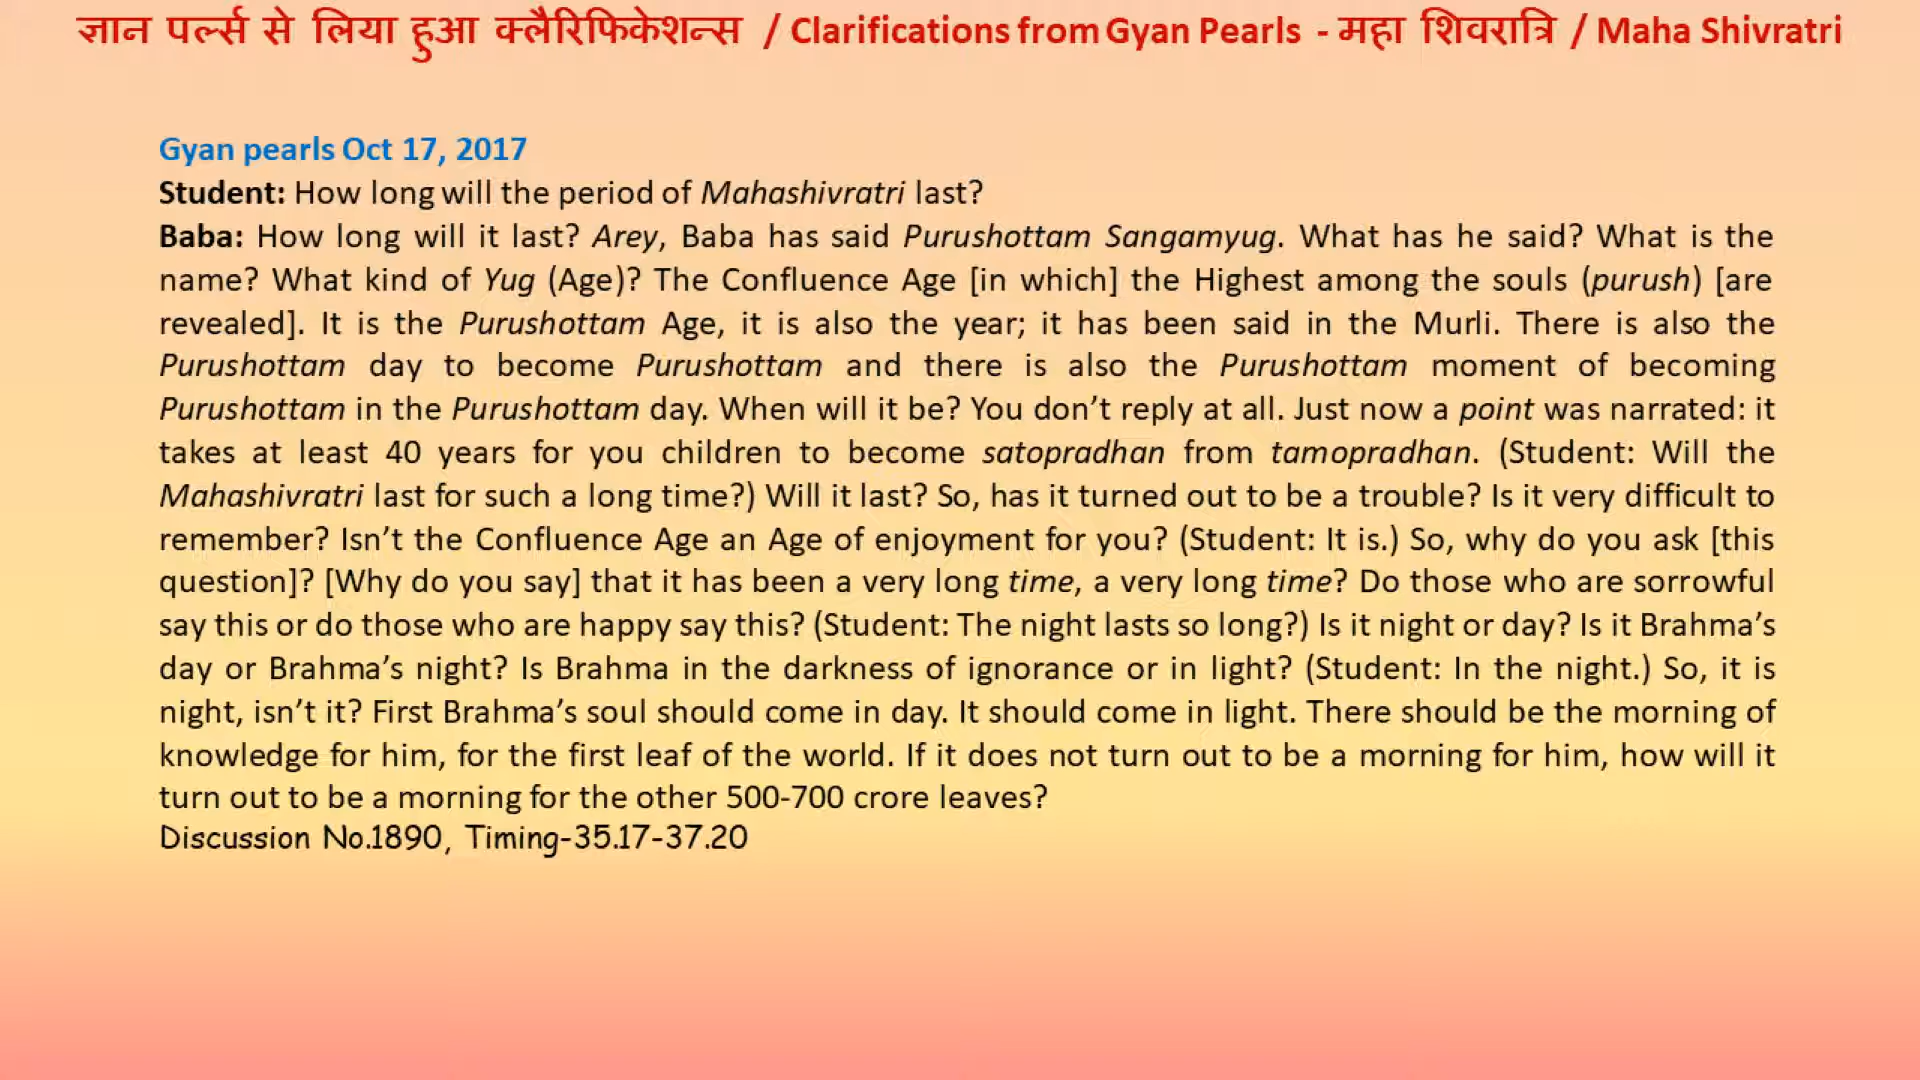 ज्ञान पर्ल्स से लिया हुआ क्लैरिफिकेशन्स / Clarifications from Gyan Pearls - महा शिवरात्रि / Maha Shivratri
Gyan pearls Oct 17, 2017
Student: How long will the period of Mahashivratri last?
Baba: How long will it last? Arey, Baba has said Purushottam Sangamyug. What has he said? What is the
name? What kind of Yug (Age)? The Confluence Age [in which] the Highest among the souls (purush) [are
revealed]. It is the Purushottam Age, it is also the year; it has been said in the Murli. There is also the
Purushottam day to become Purushottam and there is also the Purushottam moment of becoming
Purushottam in the Purushottam day. When will it be? You don’t reply at all. Just now a point was narrated: it
takes at least 40 years for you children to become satopradhan from tamopradhan. (Student: Will the
Mahashivratri last for such a long time?) Will it last? So, has it turned out to be a trouble? Is it very difficult to
remember? Isn’t the Confluence Age an Age of enjoyment for you? (Student: It is.) So, why do you ask [this
question]? [Why do you say] that it has been a very long time, a very long time? Do those who are sorrowful
say this or do those who are happy say this? (Student: The night lasts so long?) Is it night or day? Is it Brahma’s
day or Brahma’s night? Is Brahma in the darkness of ignorance or in light? (Student: In the night.) So, it is
night, isn’t it? First Brahma’s soul should come in day. It should come in light. There should be the morning of
knowledge for him, for the first leaf of the world. If it does not turn out to be a morning for him, how will it
turn out to be a morning for the other 500-700 crore leaves?
Discussion No.1890, Timing-35.17-37.20